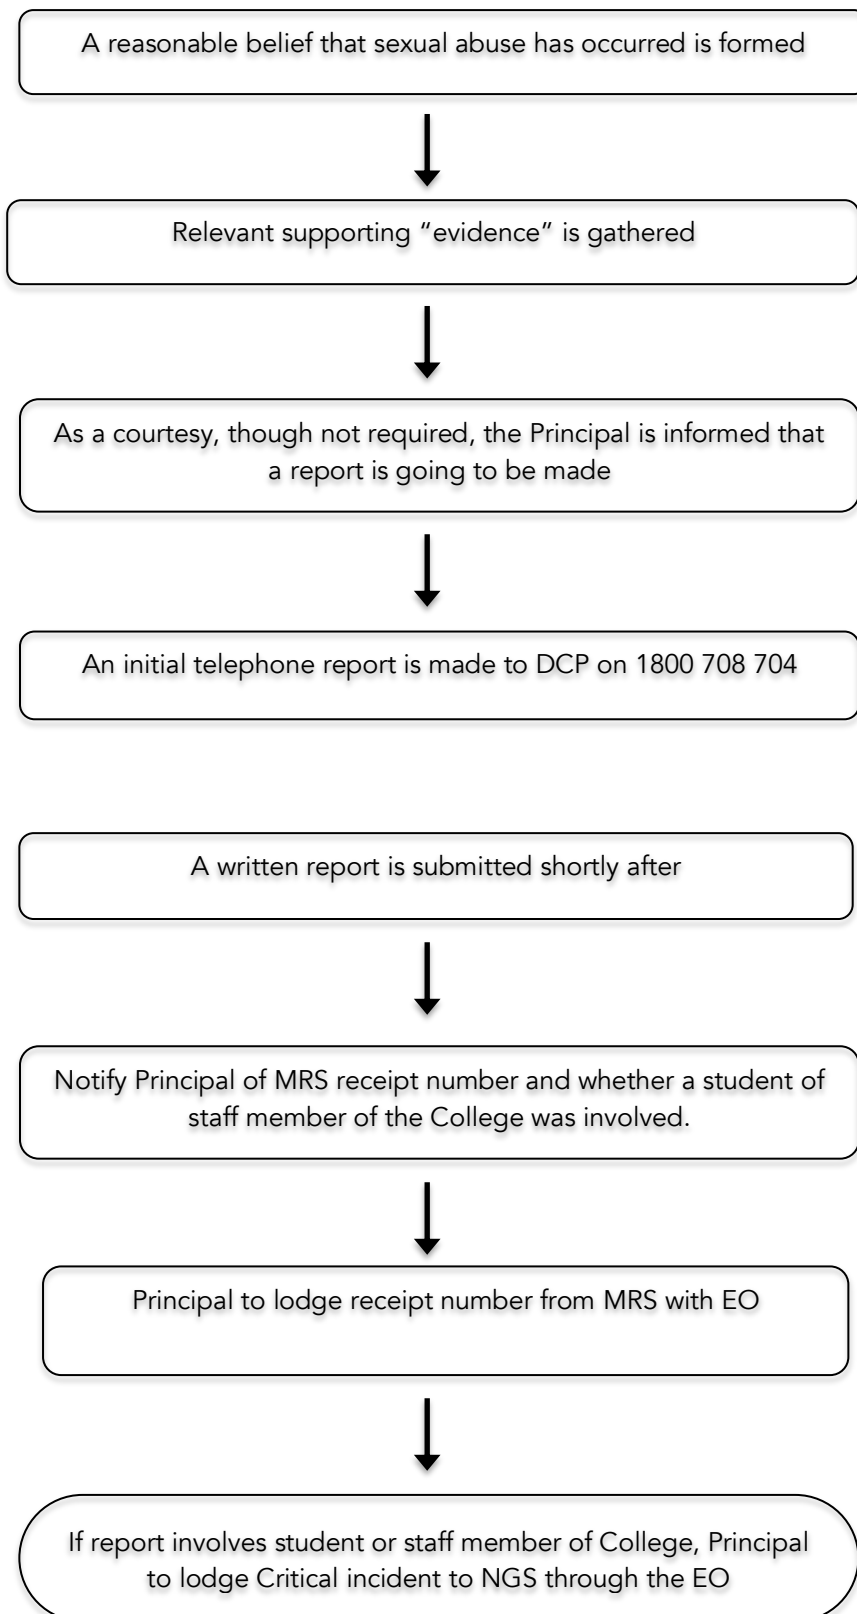 A reasonable belief that sexual abuse has occurred is formed
Relevant supporting “evidence” is gathered
As a courtesy, though not required, the Principal is informed that
a report is going to be made
An initial telephone report is made to DCP on 1800 708 704
A written report is submitted shortly after
Notify Principal of MRS receipt number and whether a student of
staff member of the College was involved.
Principal to lodge receipt number from MRS with EO
If report involves student or staff member of College, Principal
to lodge Critical incident to NGS through the EO